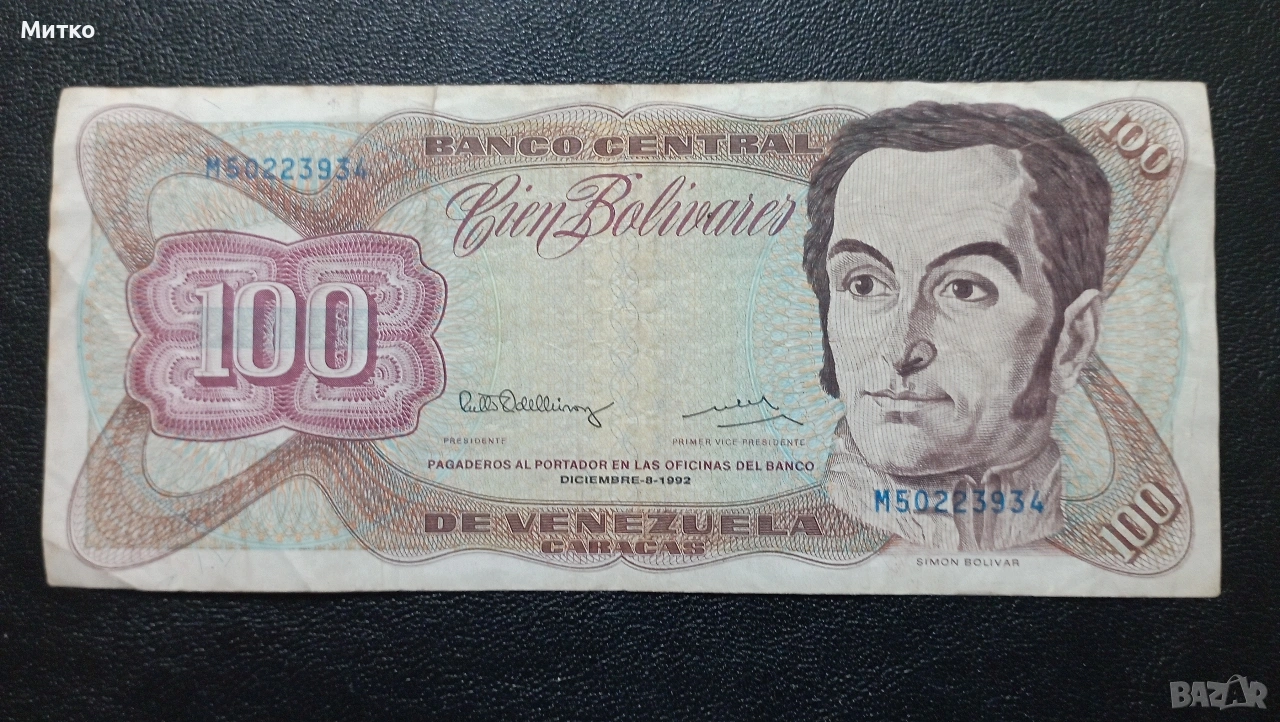 Митко
BANCO CENTRAL
100
M50223934
Cien Bolivares
100
PRESIDENTE
PRIMER VICE-PRESIDENTE
PAGADEROS AL PORTADOR EN LAS OFICINAS DEL BANCO
DICIEMBRE-8-1992
M50223934
DE VENEZUELA
100
CARACAS
SIMON BOLIVAR
BAZAR